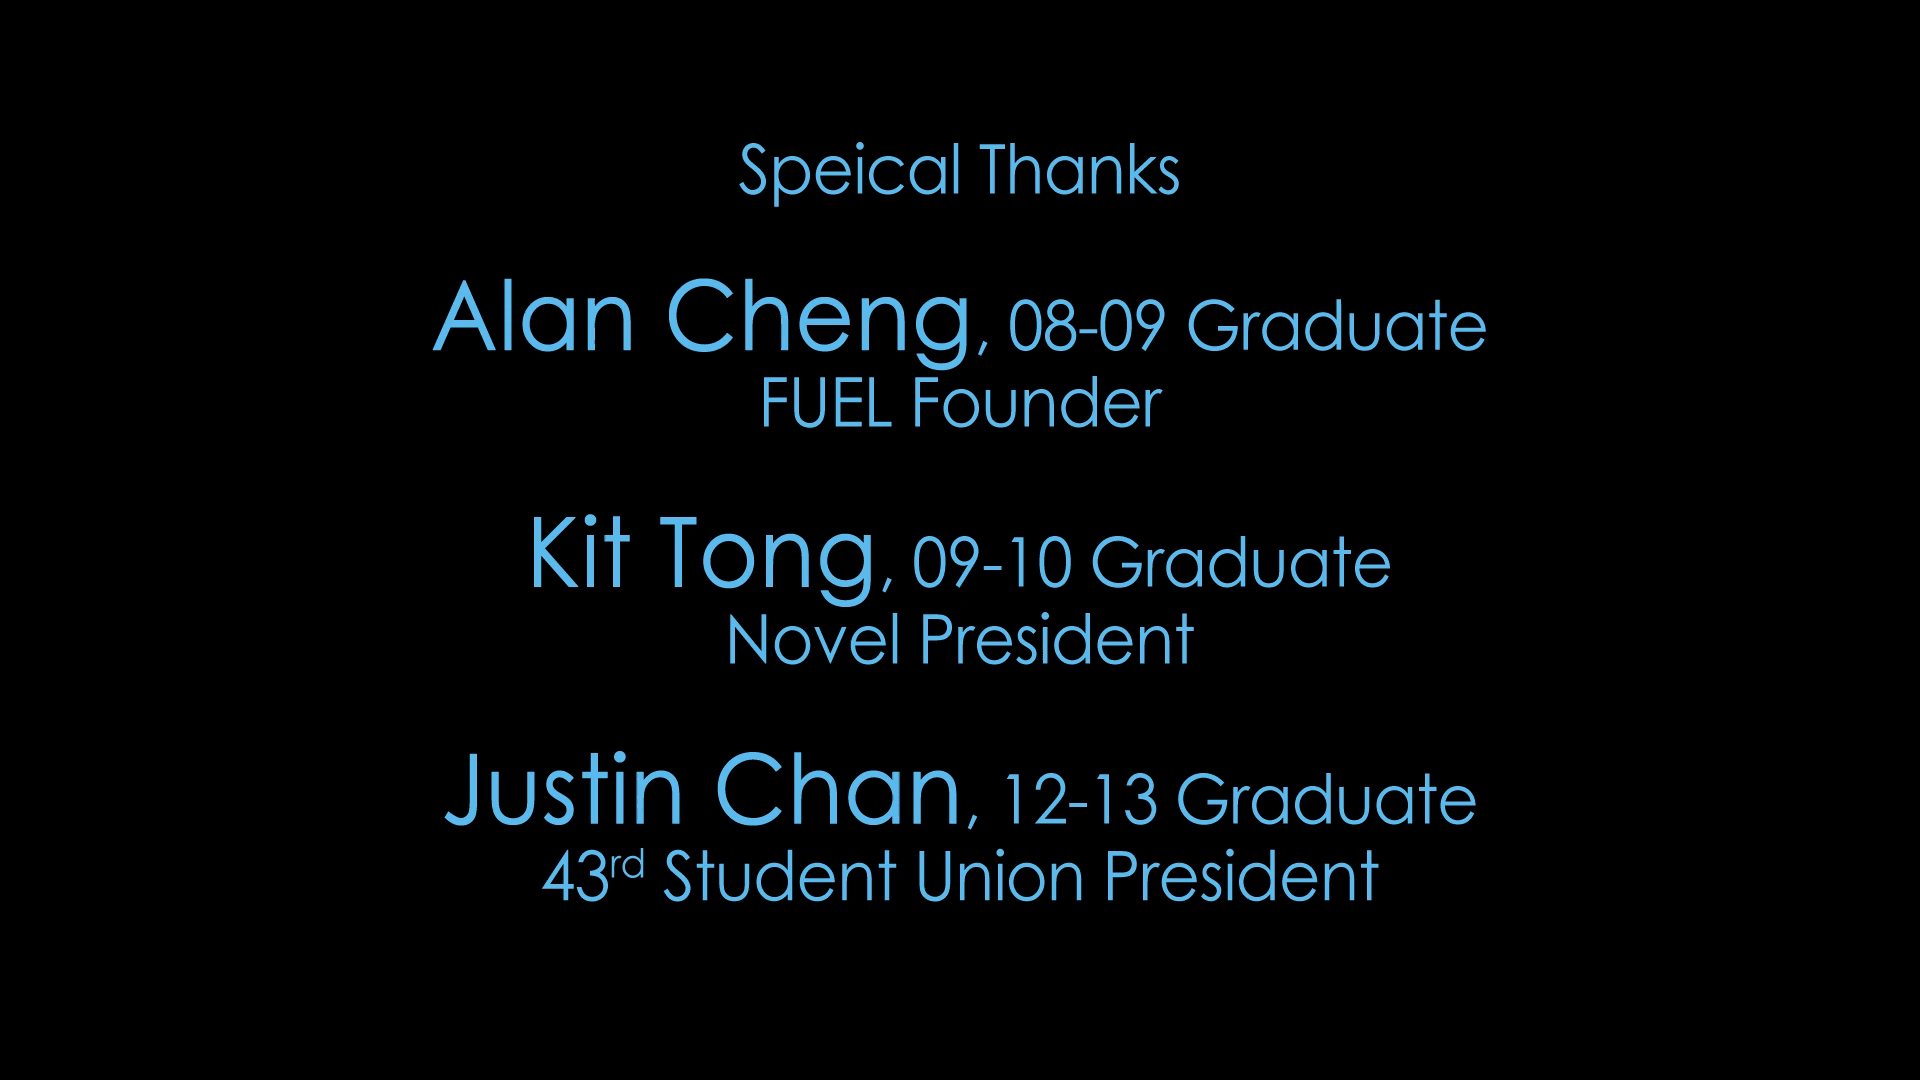 Speical Thanks
Alan Cheng, 08-09 Graduate
FUEL Founder
Kit Tong, 09-10 Graduate
Novel President
Justin Chan, 12-13 Graduate
43rd Student Union President